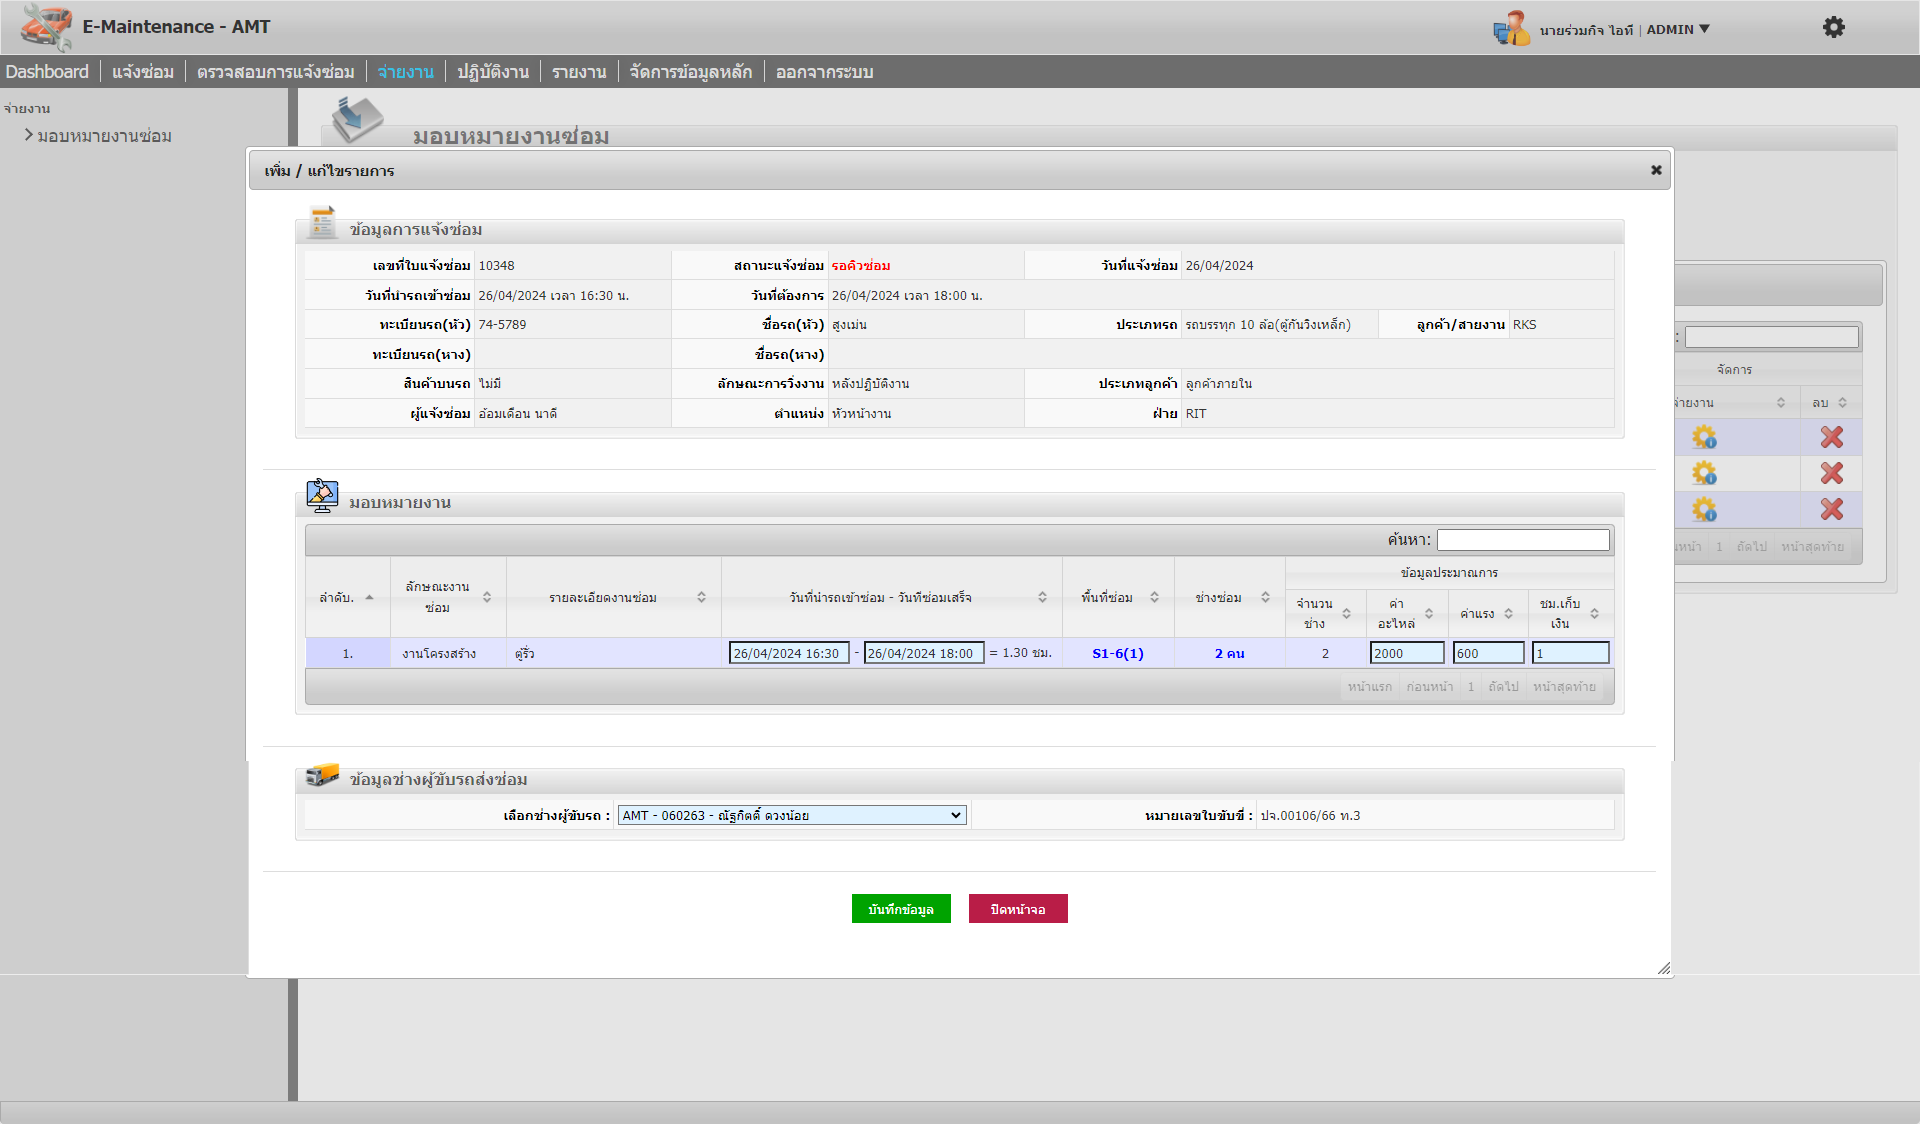 E-Maintenance - AMT
นายร่วมกิจ ไอที | ADMIN ▼
Dashboard | แจ้งซ่อม | ตรวจสอบการแจ้งซ่อม | จ่ายงาน | ปฏิบัติงาน | รายงาน | จัดการข้อมูลหลัก | ออกจากระบบ
จ่ายงาน
มอบหมายงานซ่อม
มอบหมายงานซ่อม
เพิ่ม / แก้ไขรายการ
ข้อมูลการแจ้งซ่อม
เลขที่ใบแจ้งซ่อม 10348 สถานะแจ้งซ่อม รอคิวซ่อม วันที่แจ้งซ่อม 26/04/2024
วันที่นำรถเข้าซ่อม 26/04/2024 เวลา 16:30 น. วันที่ต้องการ 26/04/2024 เวลา 18:00 น.
ทะเบียนรถ(หัว) 74-5789 ชื่อรถ(หัว) สูงเม่น ประเภทรถ รถบรรทุก 10 ล้อ(ตู้กันวิงเหล็ก) ลูกค้า/สายงาน RKS
ทะเบียนรถ(หาง) ชื่อรถ(หาง)
สินค้าบนรถ ไม่มี ลักษณะการวิ่งงาน หลังปฏิบัติงาน ประเภทลูกค้า ลูกค้าภายใน
ผู้แจ้งซ่อม อ้อมเดือน นาดี ตำแหน่ง หัวหน้างาน ฝ่าย RIT
จัดการ
ลบ
มอบหมายงาน
ค้นหา:
ข้อมูลประมาณการ
ลำดับ. ลักษณะงานซ่อม รายละเอียดงานซ่อม วันที่นำรถเข้าซ่อม - วันที่ซ่อมเสร็จ พื้นที่ซ่อม ช่างซ่อม จำนวนช่าง ค่าอะไหล่ ค่าแรง ชม.เก็บเงิน
1. งานโครงสร้าง ตู้รั่ว 26/04/2024 16:30 - 26/04/2024 18:00 = 1.30 ชม. S1-6(1) 2 คน 2 2000 600 1
หน้าแรก ก่อนหน้า 1 ถัดไป หน้าสุดท้าย
1 ถัดไป หน้าสุดท้าย
ข้อมูลช่างผู้ขับรถส่งซ่อม
เลือกช่างผู้ขับรถ : AMT - 060263 - ณัฐกิตติ์ ดวงน้อย หมายเลขใบขับขี่ : ปจ.00106/66 ท.3
บันทึกข้อมูล ปิดหน้าจอ